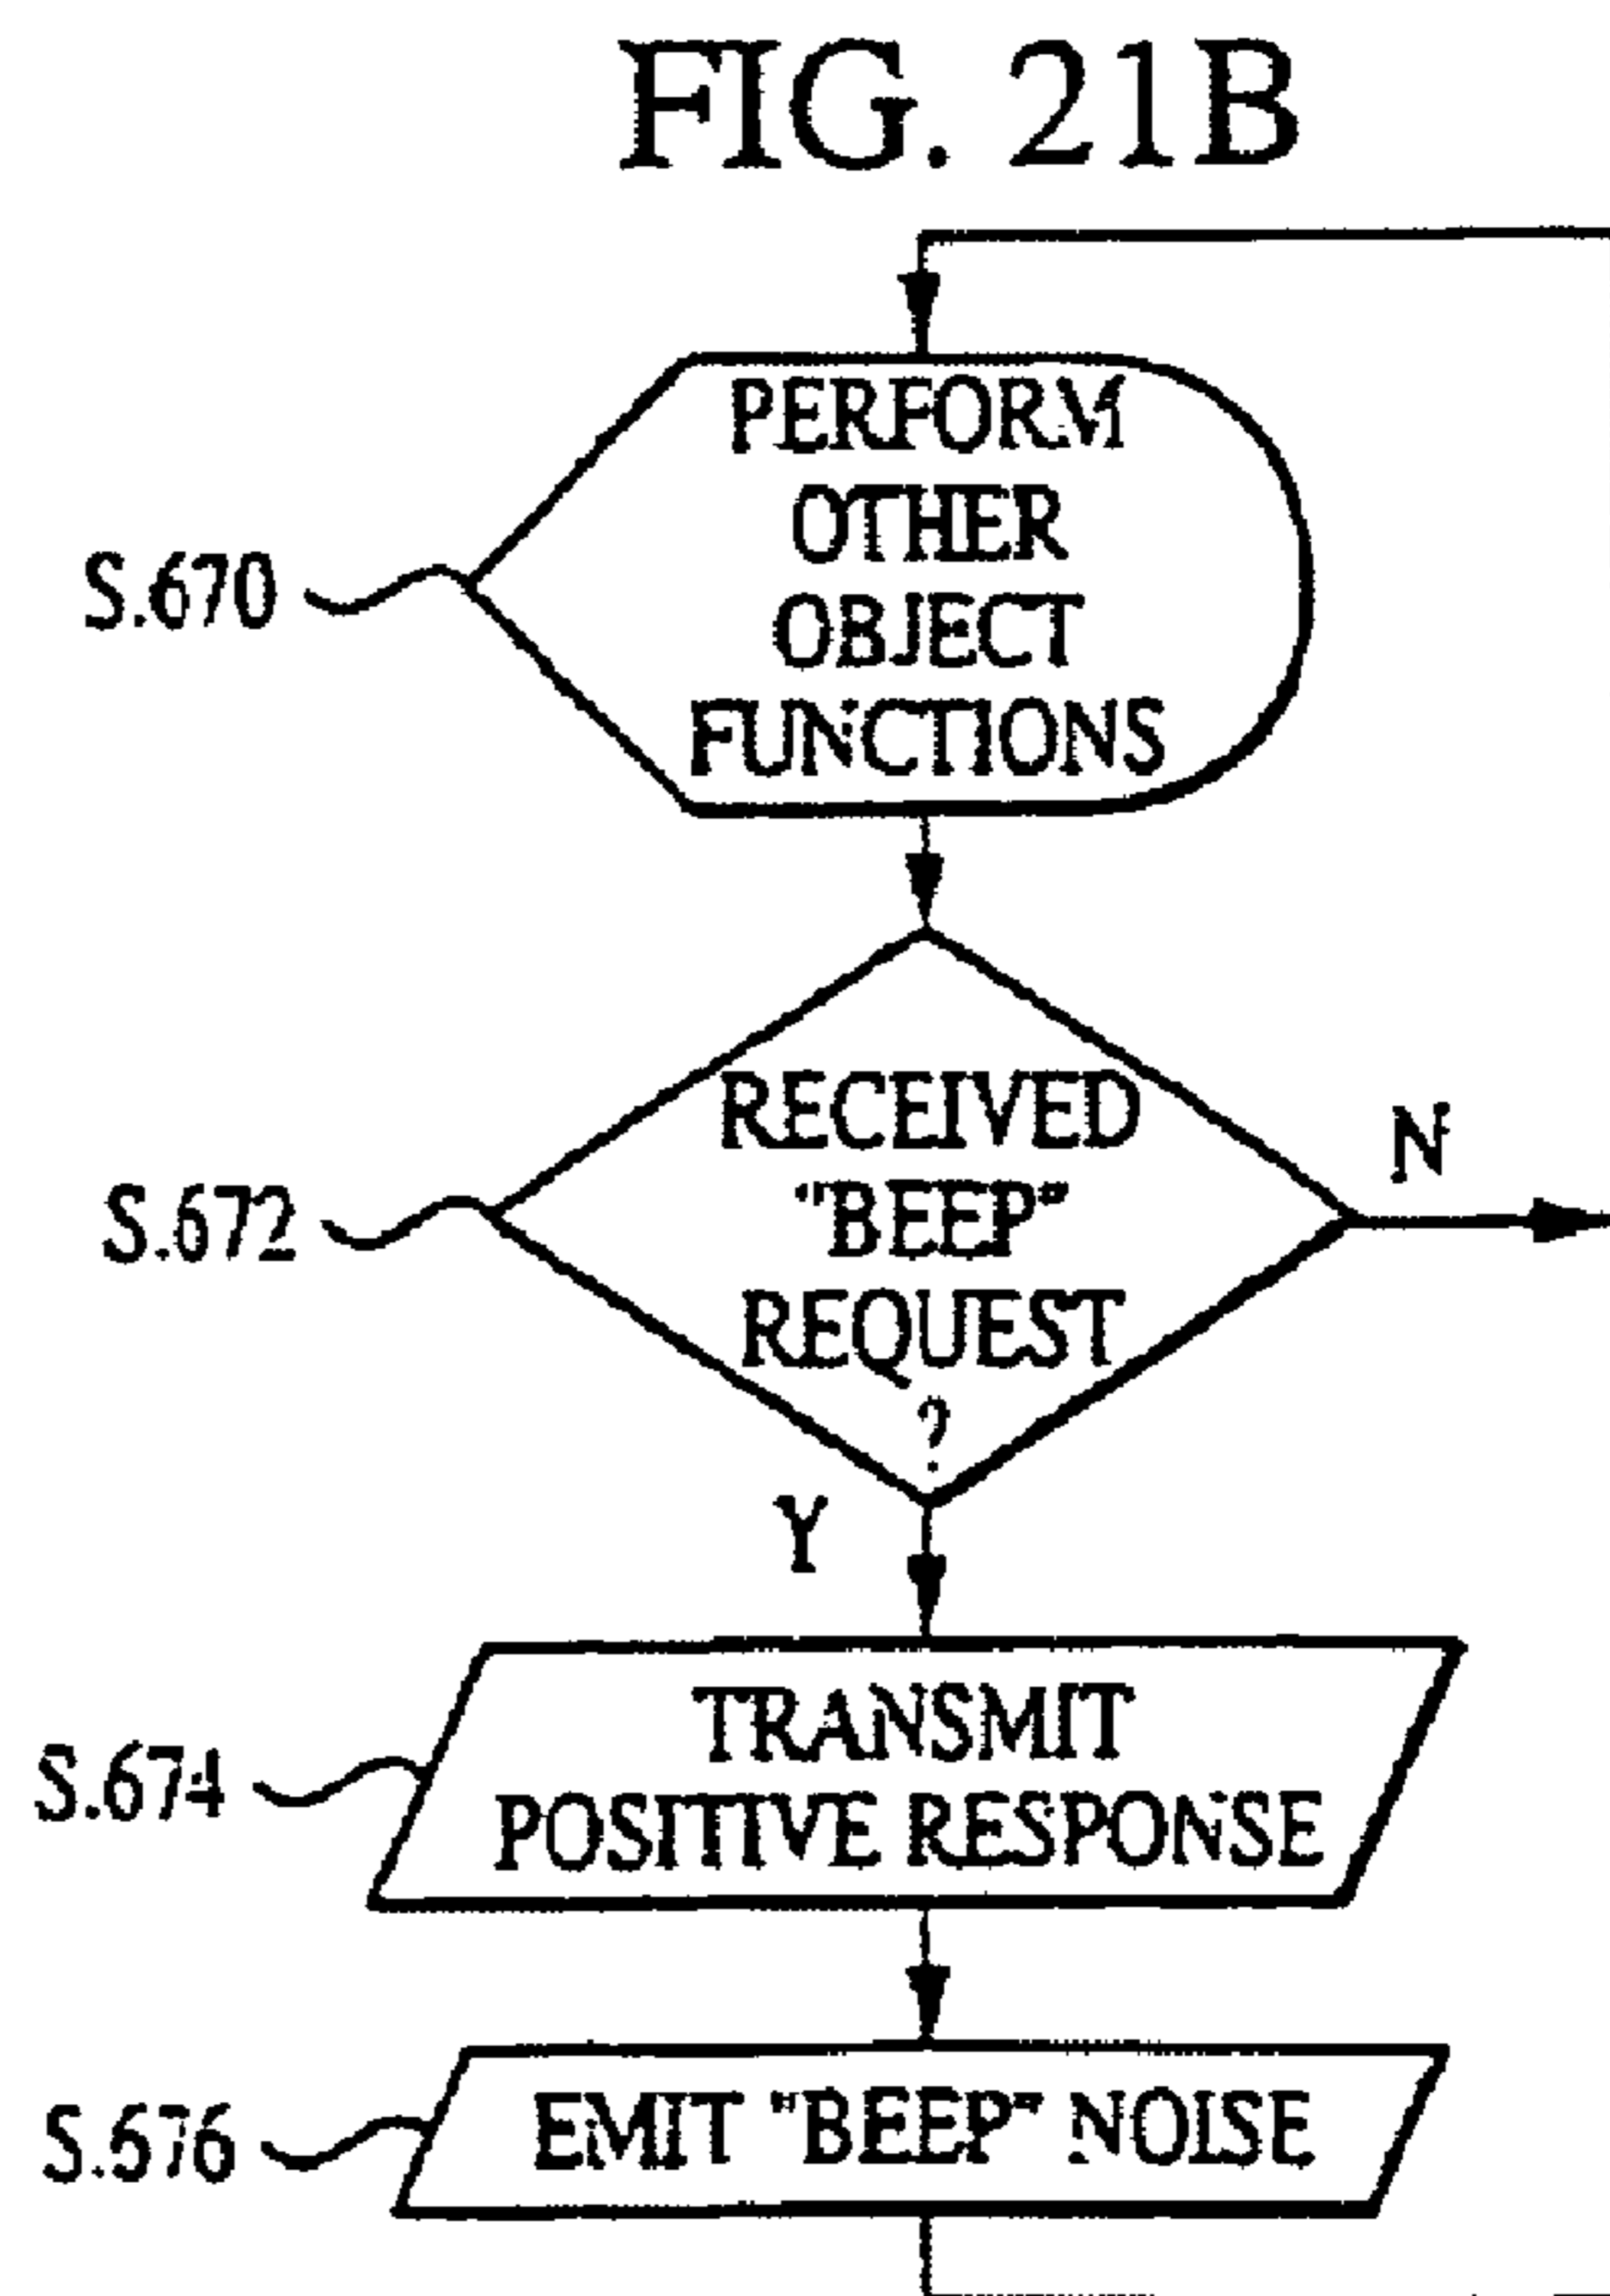 FIG. 21B
PERFORM
OTHER
OBJECT
FUNCTIONS
S.670
RECEIVED
"BEEP"
REQUEST
?
S.672
N
Y
TRANSMIT
POSITIVE RESPONSE
S.674
EMIT "BEEP" NOISE
S.676